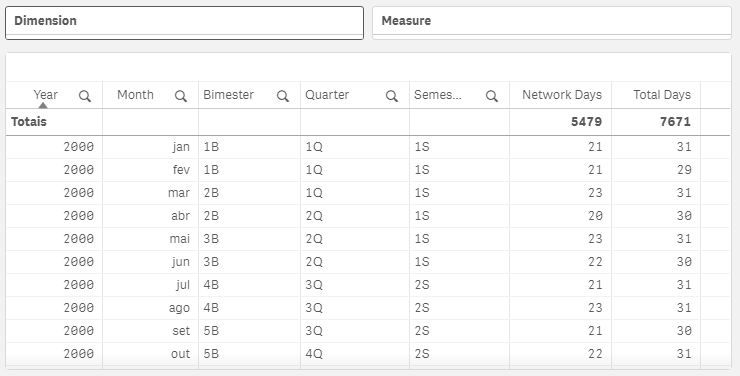 Dimension Measure
Year Month Bimester Quarter Semes... Network Days Total Days
Totais 5479 7671
2000 jan 1B 1Q 1S 21 31
2000 fev 1B 1Q 1S 21 29
2000 mar 2B 1Q 1S 23 31
2000 abr 2B 2Q 1S 20 30
2000 mai 3B 2Q 1S 23 31
2000 jun 3B 2Q 1S 22 30
2000 jul 4B 3Q 2S 21 31
2000 ago 4B 3Q 2S 23 31
2000 set 5B 3Q 2S 21 30
2000 out 5B 4Q 2S 22 31